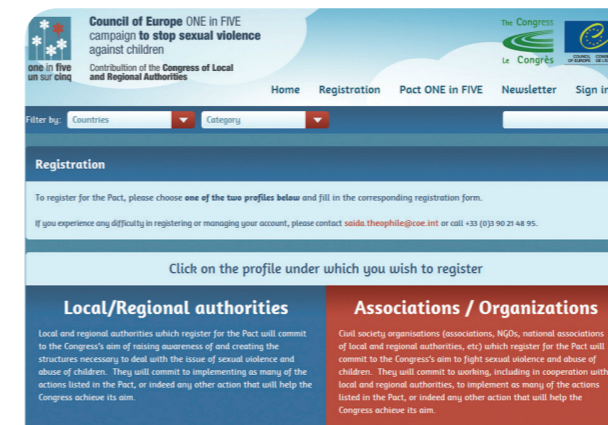 Council of Europe ONE in FIVE
campaign to stop sexual violence
against children
one in five
un sur cinq
Contribultion of the Congress of Local
and Regional Authorities
The Congress
Le Congrès
Home Registration Pact ONE in FIVE Newsletter Sign in
Filter by: Countries Category
Registration
To register for the Pact, please choose one of the two profiles below and fill in the corresponding registration form.
If you experience any difficulty in registering or managing your account, please contact saida.theophile@coe.int or call +33 (0)3 90 21 48 95.
Click on the profile under which you wish to register
Local/Regional authorities
Local and regional authorities which register for the Pact will commit
to the Congress's aim of raising awareness of and creating the
structures necessary to deal with the issue of sexual violence and
abuse of children. They will commit to implementing as many of the
actions listed in the Pact, or indeed any other action that will help the
Congress achieve its aim.
Associations / Organizations
Civil society organisations (associations, NGOs, national associations
of local and regional authorities, etc) which register for the Pact will
commit to the Congress's aim to fight sexual violence and abuse of
children. They will commit to working, including in cooperation with
local and regional authorities, to implement as many of the actions
listed in the Pact, or indeed any other action that will help the
Congress achieve its aim.